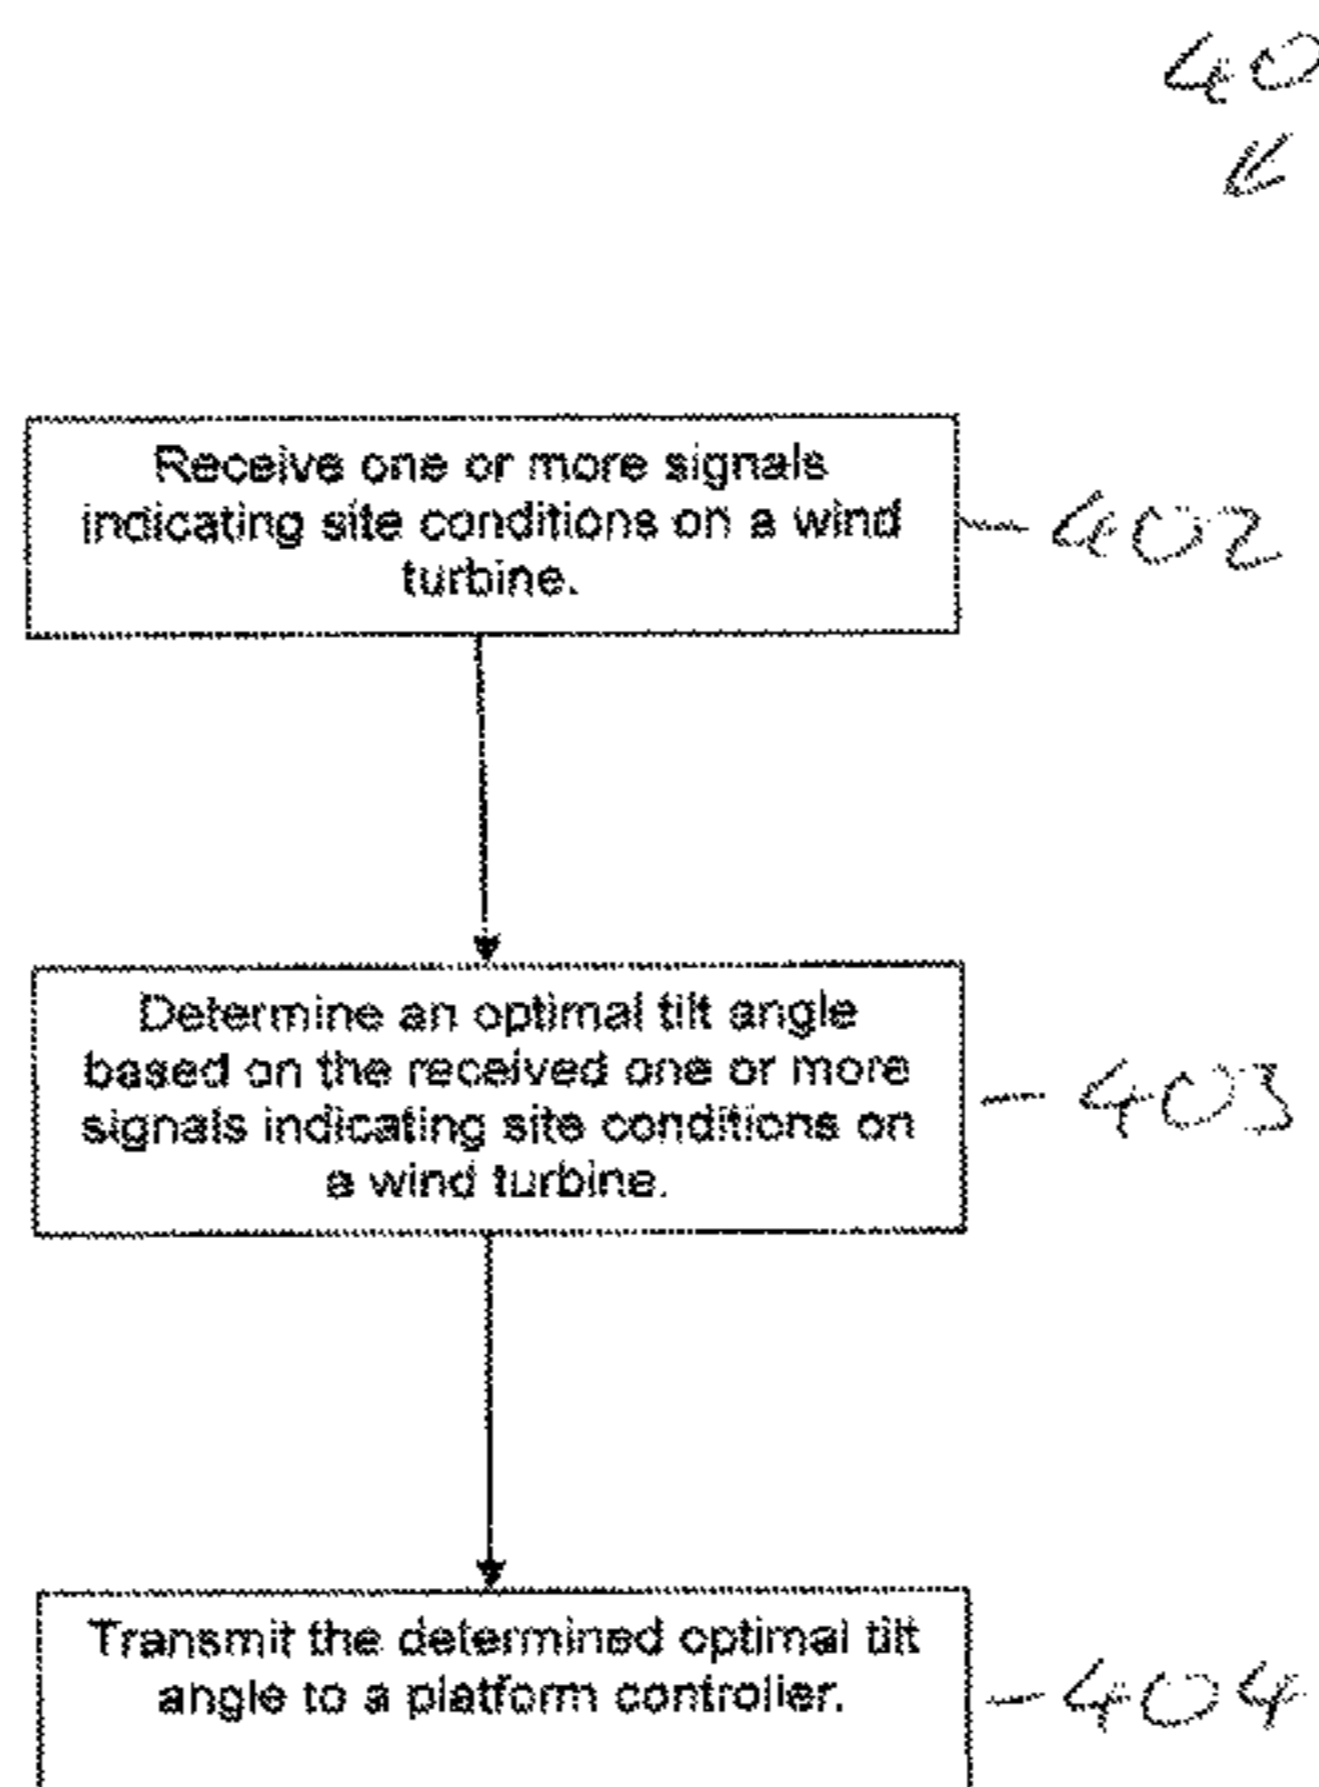 40
Receive one or more signals
indicating site conditions on a wind
turbine.
402
Determine an optimal tilt angle
based on the received one or more
signals indicating site conditions on
a wind turbine.
403
Transmit the determined optimal tilt
angle to a platform controller.
404